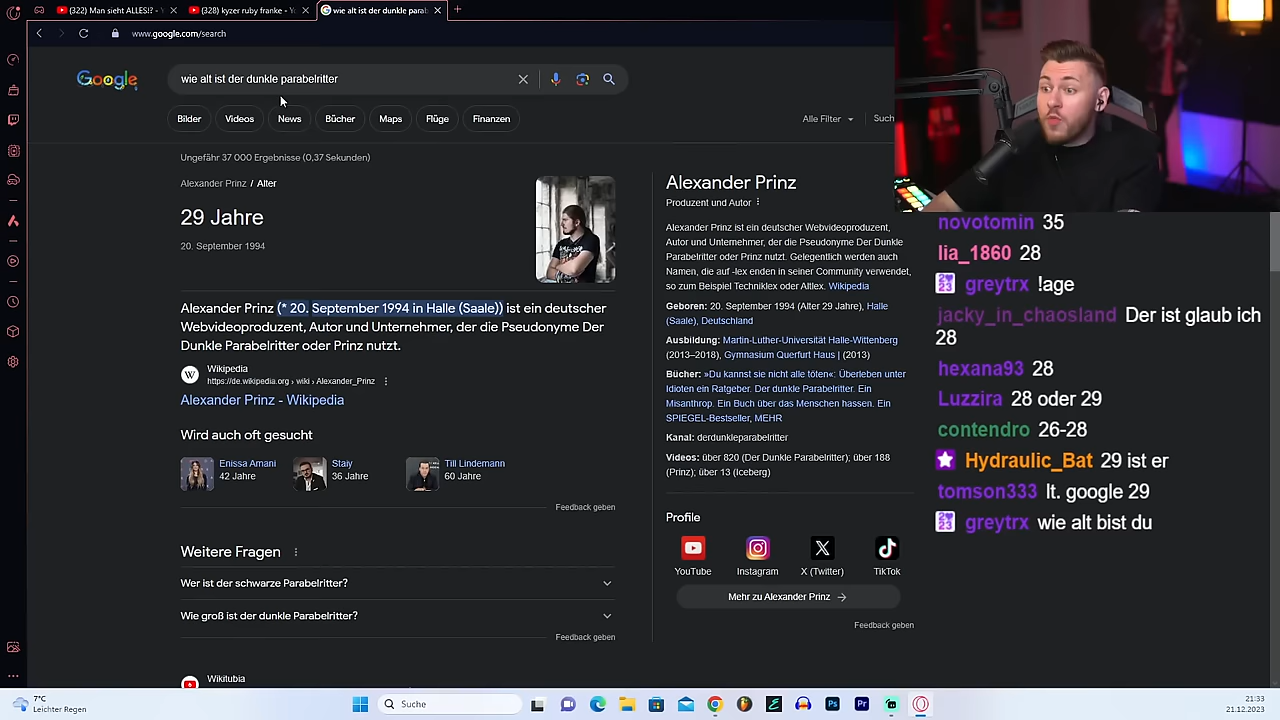 (322) Man sieht ALLES!? - Y
(328) kyzer ruby franke - Yo
wie alt ist der dunkle parab
www.google.com/search
Google
wie alt ist der dunkle parabelritter
Bilder
Videos
News
Bücher
Maps
Flüge
Finanzen
Alle Filter
Such
Ungefähr 37 000 Ergebnisse (0,37 Sekunden)
Alexander Prinz / Alter
29 Jahre
20. September 1994
Alexander Prinz (* 20. September 1994 in Halle (Saale)) ist ein deutscher
Webvideoproduzent, Autor und Unternehmer, der die Pseudonyme Der
Dunkle Parabelritter oder Prinz nutzt.
W
Wikipedia
https://de.wikipedia.org › wiki › Alexander_Prinz
Alexander Prinz - Wikipedia
Wird auch oft gesucht
Enissa Amani
42 Jahre
Staiy
36 Jahre
Till Lindemann
60 Jahre
Feedback geben
Weitere Fragen
Wer ist der schwarze Parabelritter?
Wie groß ist der dunkle Parabelritter?
Feedback geben
Wikitubia
Alexander Prinz
Produzent und Autor
Alexander Prinz ist ein deutscher Webvideoproduzent,
Autor und Unternehmer, der die Pseudonyme Der Dunkle
Parabelritter oder Prinz nutzt. Gelegentlich werden auch
Namen, die auf -lex enden in seiner Community verwendet,
so zum Beispiel Techniklex oder Altlex. Wikipedia
Geboren: 20. September 1994 (Alter 29 Jahre), Halle
(Saale), Deutschland
Ausbildung: Martin-Luther-Universität Halle-Wittenberg
(2013–2018), Gymnasium Querfurt Haus | (2013)
Bücher: »Du kannst sie nicht alle töten«: Überleben unter
Idioten ein Ratgeber. Der dunkle Parabelritter. Ein
Misanthrop. Ein Buch über das Menschen hassen. Ein
SPIEGEL-Bestseller, MEHR
Kanal: derdunkleparabelritter
Videos: über 820 (Der Dunkle Parabelritter); über 188
(Prinz); über 13 (Iceberg)
Profile
YouTube
Instagram
X (Twitter)
TikTok
Mehr zu Alexander Prinz
Feedback geben
novotomin 35
lia_1860 28
greytrx !age
jacky_in_chaosland Der ist glaub ich
28
hexana93 28
Luzzira 28 oder 29
contendro 26-28
Hydraulic_Bat 29 ist er
tomson333 lt. google 29
greytrx wie alt bist du
7°C
Leichter Regen
Suche
Ps
Pr
21:33
21.12.2023